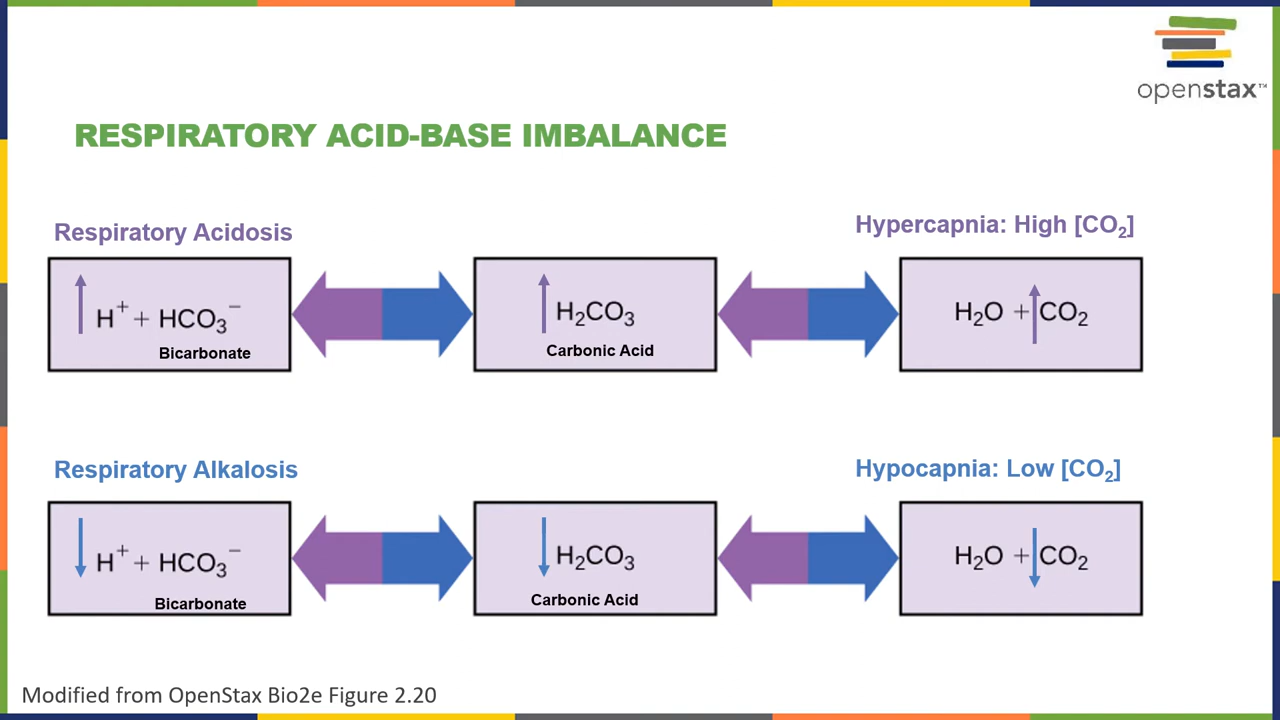 openstax™
RESPIRATORY ACID-BASE IMBALANCE
Respiratory Acidosis
Hypercapnia: High [CO₂]
H⁺ + HCO₃⁻
Bicarbonate
H₂CO₃
Carbonic Acid
H₂O + CO₂
Respiratory Alkalosis
Hypocapnia: Low [CO₂]
H⁺ + HCO₃⁻
Bicarbonate
H₂CO₃
Carbonic Acid
H₂O + CO₂
Modified from OpenStax Bio2e Figure 2.20